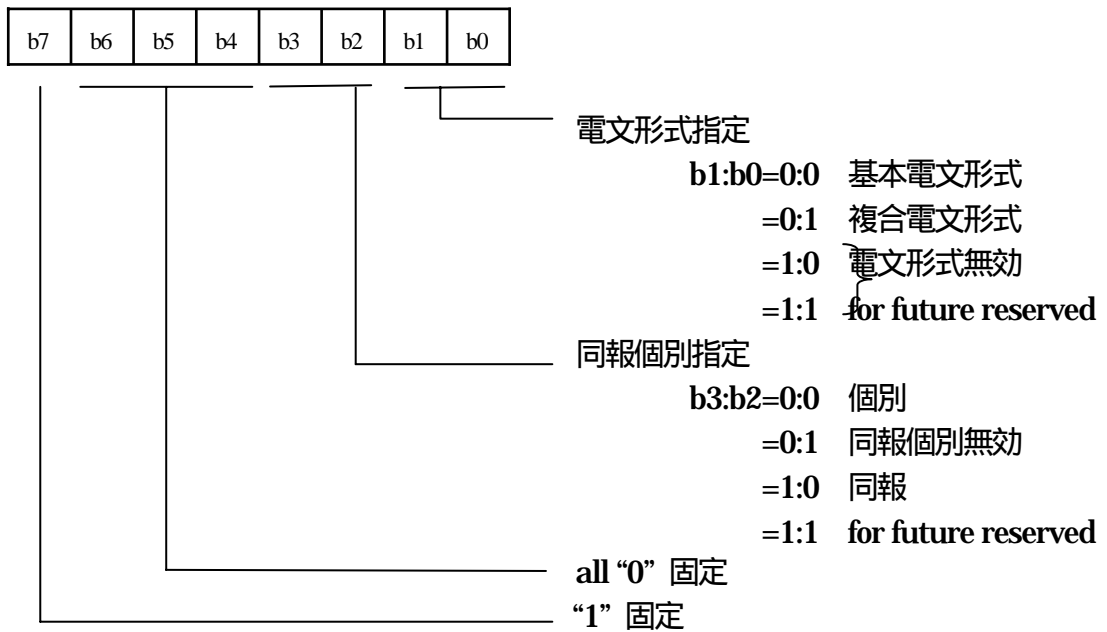 b7 b6 b5 b4 b3 b2 b1 b0
電文形式指定
b1:b0=0:0 基本電文形式
=0:1 複合電文形式
=1:0 電文形式無効
=1:1 for future reserved
同報個別指定
b3:b2=0:0 個別
=0:1 同報個別無効
=1:0 同報
=1:1 for future reserved
all “0” 固定
“1” 固定